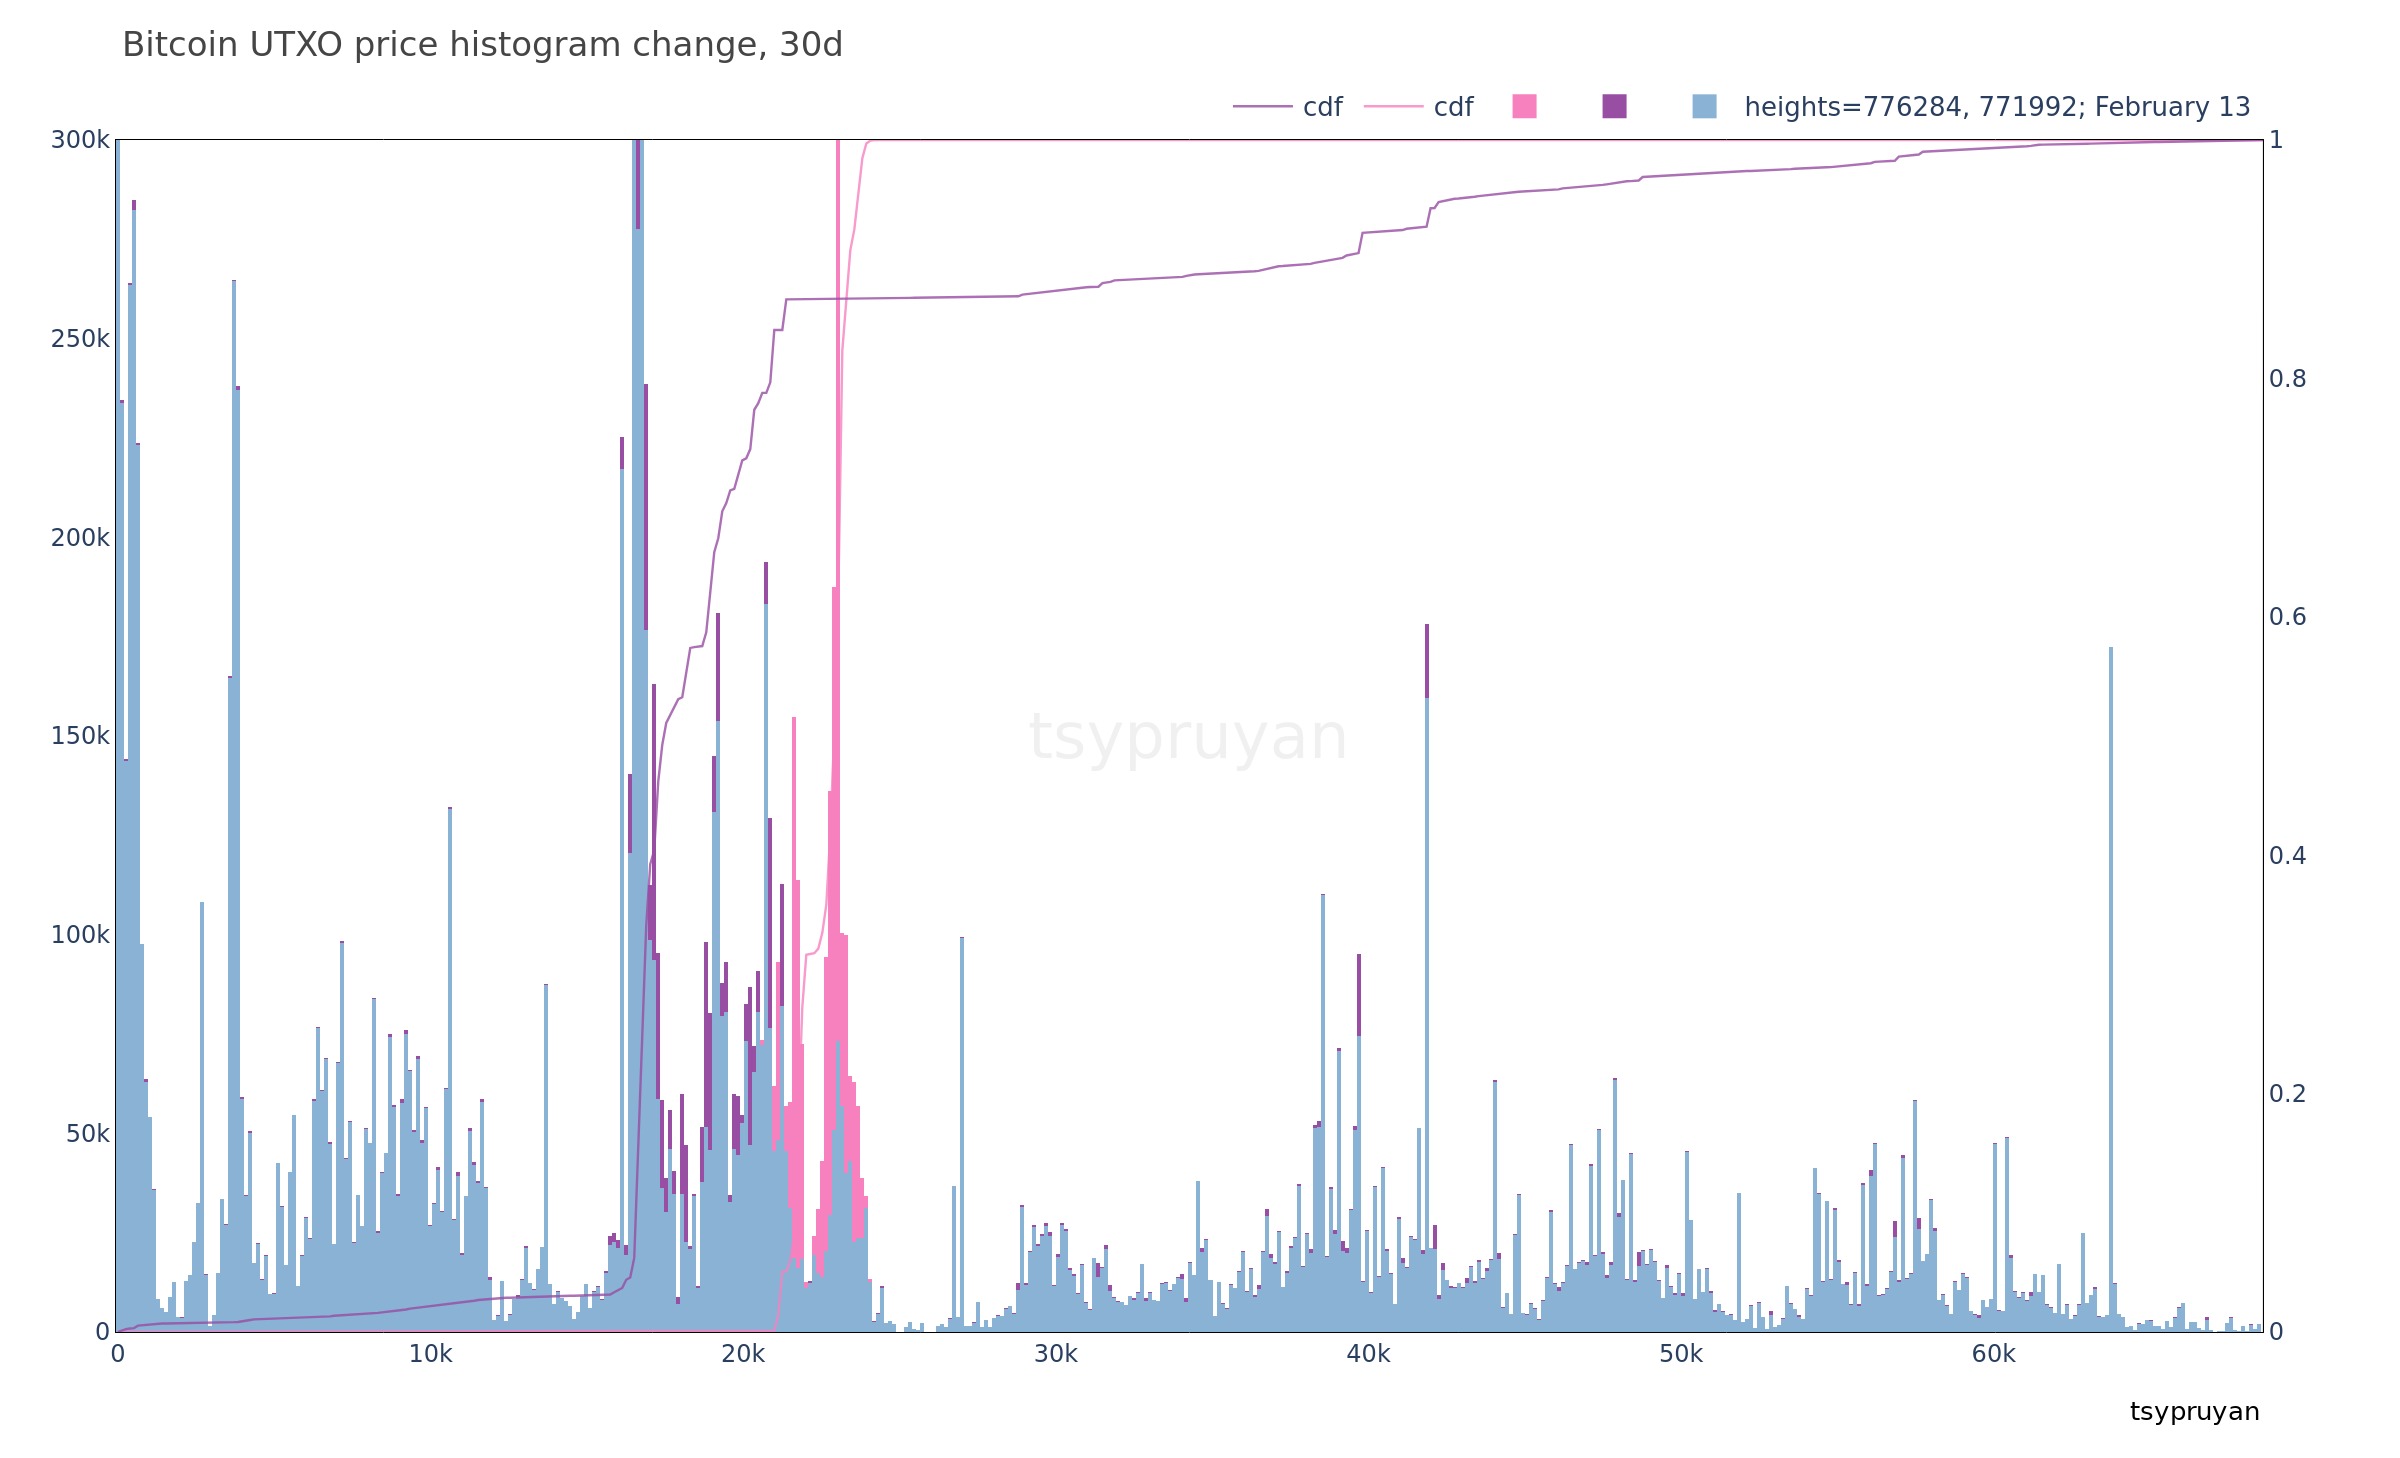 Bitcoin UTXO price histogram change, 30d
cdf cdf heights=776284, 771992; February 13
300k
250k
200k
150k
100k
50k
0
1
0.8
0.6
0.4
0.2
0
tsypruyan
0 10k 20k 30k 40k 50k 60k
tsypruyan